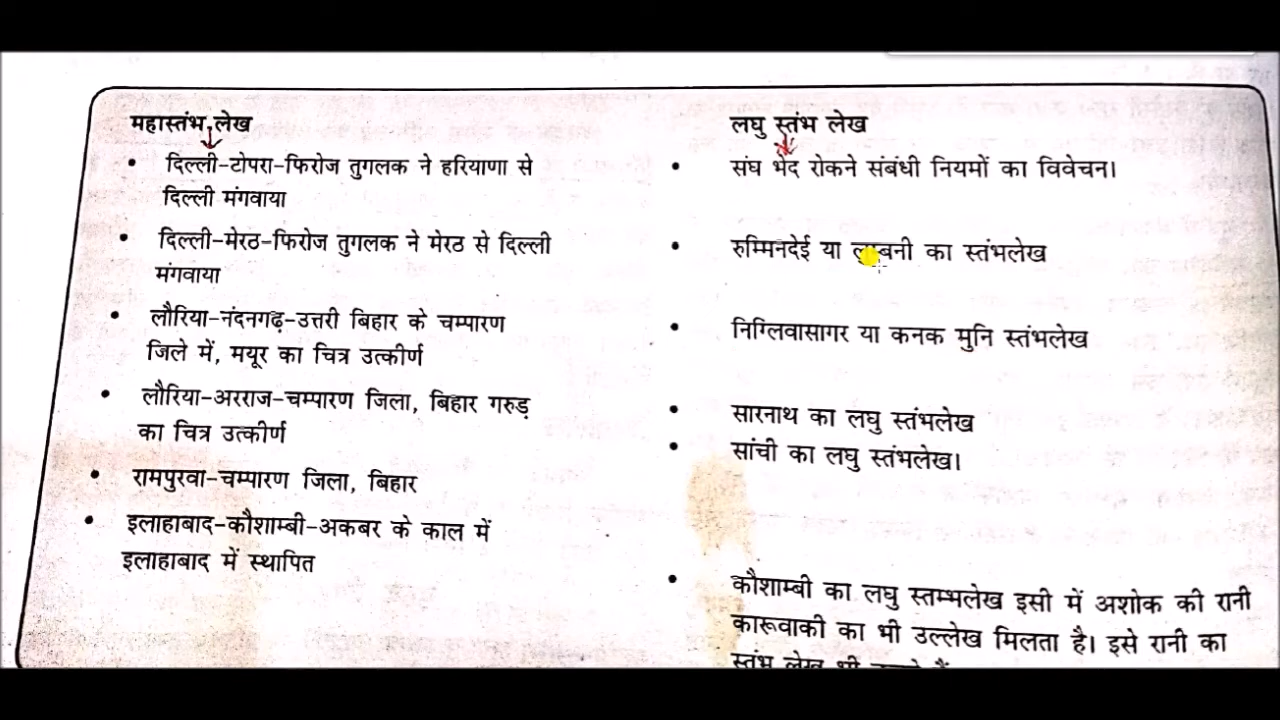 महास्तंभ लेख
• दिल्ली-टोपरा-फिरोज तुगलक ने हरियाणा से
दिल्ली मंगवाया
• दिल्ली-मेरठ-फिरोज तुगलक ने मेरठ से दिल्ली
मंगवाया
• लौरिया-नंदनगढ़-उत्तरी बिहार के चम्पारण
जिले में, मयूर का चित्र उत्कीर्ण
• लौरिया-अरराज-चम्पारण जिला, बिहार गरुड़
का चित्र उत्कीर्ण
• रामपुरवा-चम्पारण जिला, बिहार
• इलाहाबाद-कौशाम्बी-अकबर के काल में
इलाहाबाद में स्थापित
लघु स्तंभ लेख
• संघ भेद रोकने संबंधी नियमों का विवेचन।
• रुम्मिनदेई या का स्तंभलेख
• निग्लिवासागर या कनक मुनि स्तंभलेख
• सारनाथ का लघु स्तंभलेख
• सांची का लघु स्तंभलेख।
• कौशाम्बी का लघु स्तम्भलेख इसी में अशोक की रानी
कारूवाकी का भी उल्लेख मिलता है। इसे रानी का
स्तंभ लेख